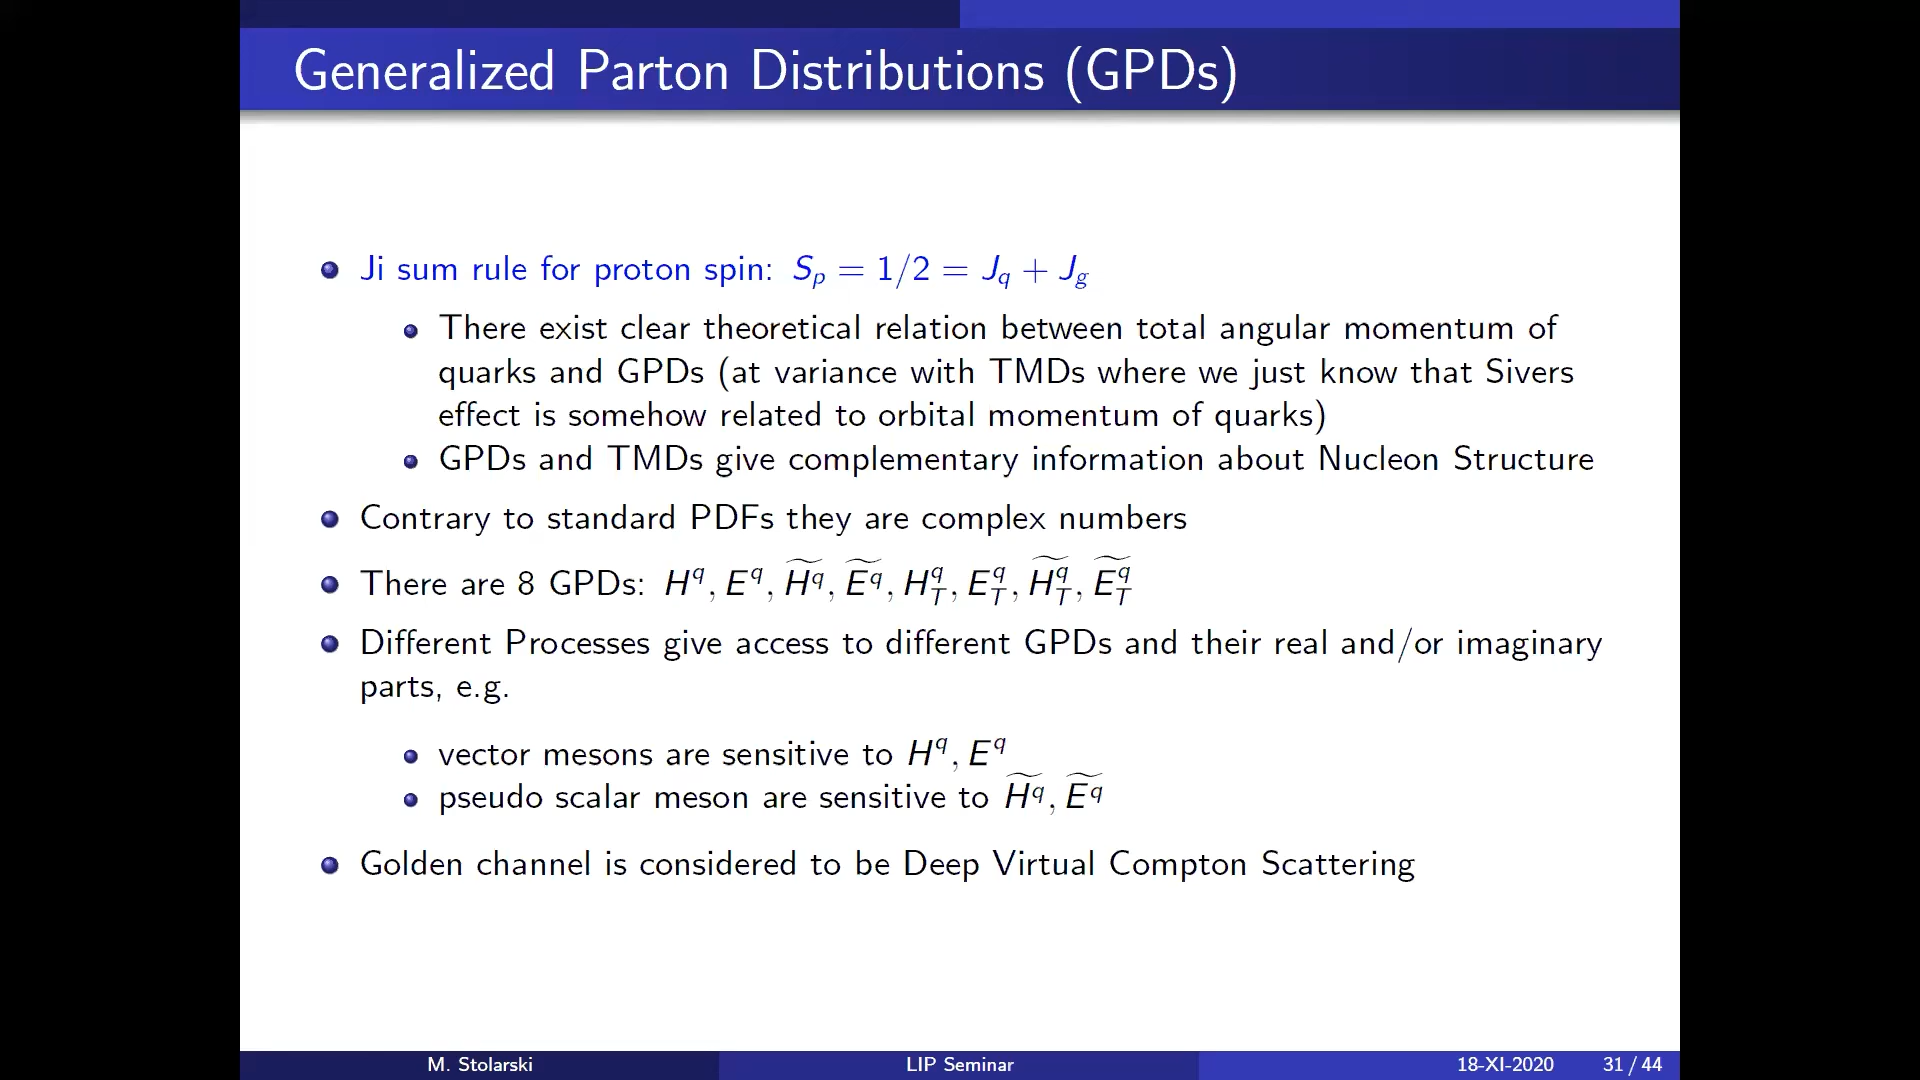 Generalized Parton Distributions (GPDs)
Ji sum rule for proton spin: S_p = 1/2 = J_q + J_g
There exist clear theoretical relation between total angular momentum of
quarks and GPDs (at variance with TMDs where we just know that Sivers
effect is somehow related to orbital momentum of quarks)
GPDs and TMDs give complementary information about Nucleon Structure
Contrary to standard PDFs they are complex numbers
There are 8 GPDs: H^q, E^q, \widetilde{H^q}, \widetilde{E^q}, H_T^q, E_T^q, \widetilde{H_T^q}, \widetilde{E_T^q}
Different Processes give access to different GPDs and their real and/or imaginary
parts, e.g.
vector mesons are sensitive to H^q, E^q
pseudo scalar meson are sensitive to \widetilde{H^q}, \widetilde{E^q}
Golden channel is considered to be Deep Virtual Compton Scattering
M. Stolarski LIP Seminar 18-XI-2020 31 / 44